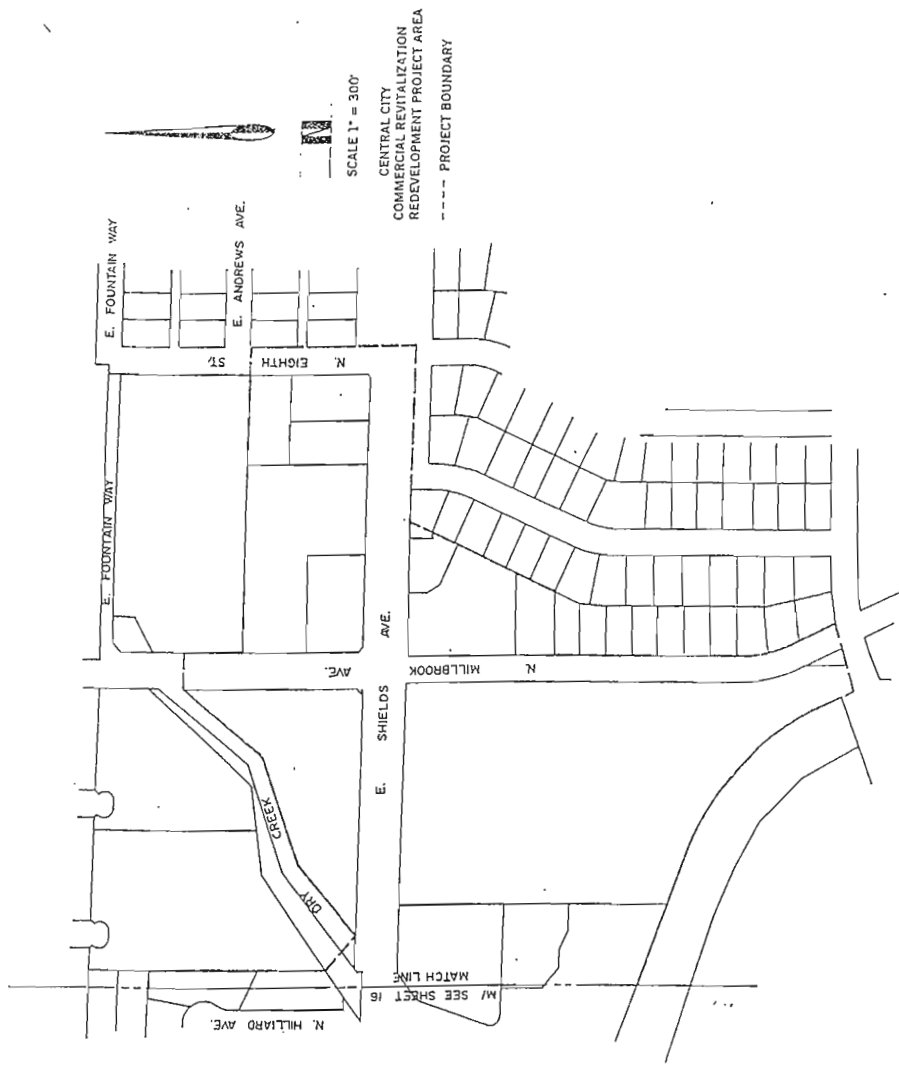 SCALE 1" = 300'
CENTRAL CITY
COMMERCIAL REVITALIZATION
REDEVELOPMENT PROJECT AREA
---- PROJECT BOUNDARY
E. FOUNTAIN WAY
E. ANDREWS AVE.
N. EIGHTH ST.
E. FOUNTAIN WAY
E. SHIELDS AVE.
N. MILLBROOK AVE.
DRY CREEK
N. HILLIARD AVE.
M/ SEE SHEET 16
MATCH LINE